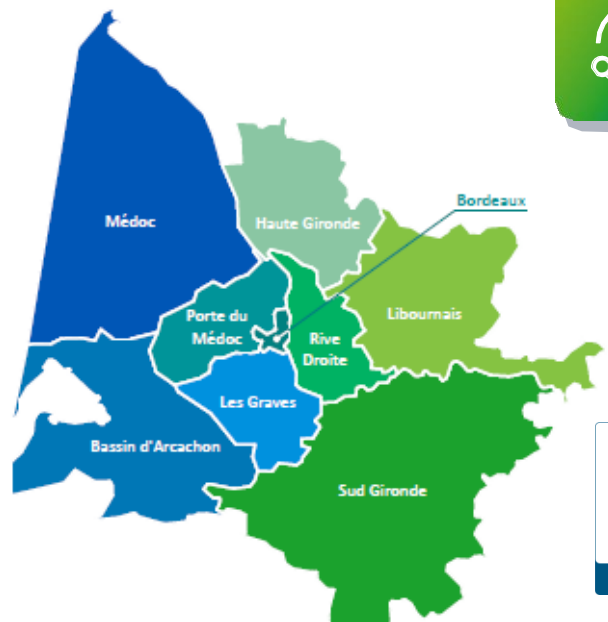 Bordeaux
Médoc
Haute Gironde
Porte du
Médoc
Libournais
Rive
Droite
Les Graves
Bassin d'Arcachon
Sud Gironde